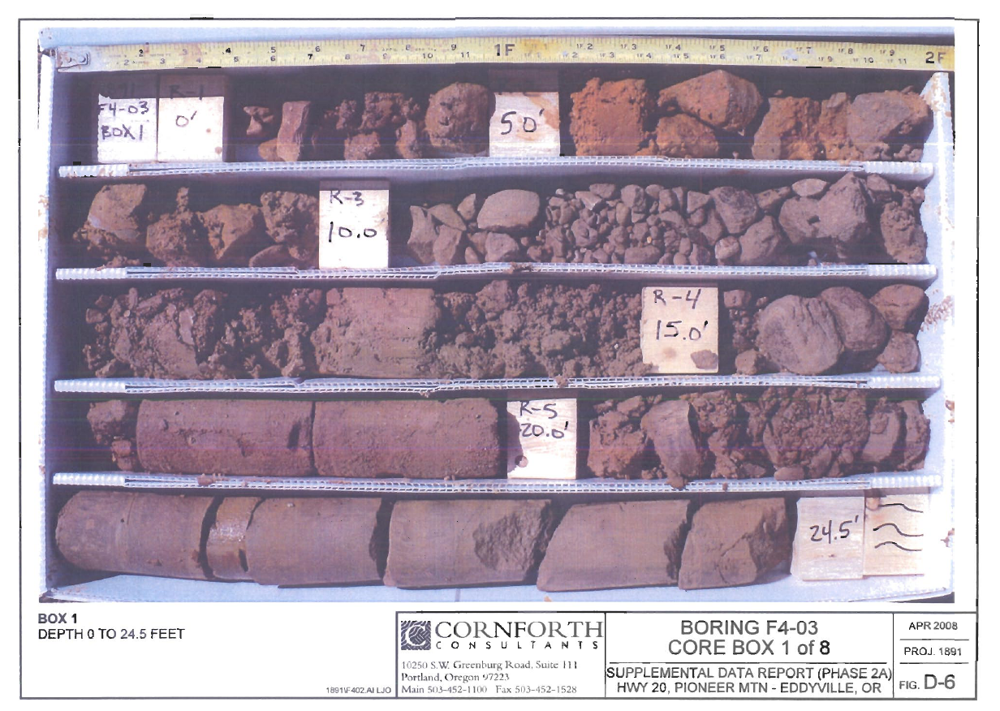 1F
2F
F4-03
BOX 1
R-1
0'
5.0'
R-3
10.0
R-4
15.0'
R-5
20.0'
24.5'
BOX 1
DEPTH 0 TO 24.5 FEET
1891\F402.AI LJO
CORNFORTH
CONSULTANTS
10250 S.W. Greenburg Road, Suite 111
Portland, Oregon 97223
Main 503-452-1100 Fax 503-452-1528
BORING F4-03
CORE BOX 1 of 8
SUPPLEMENTAL DATA REPORT (PHASE 2A)
HWY 20, PIONEER MTN - EDDYVILLE, OR
APR 2008
PROJ. 1891
FIG. D-6